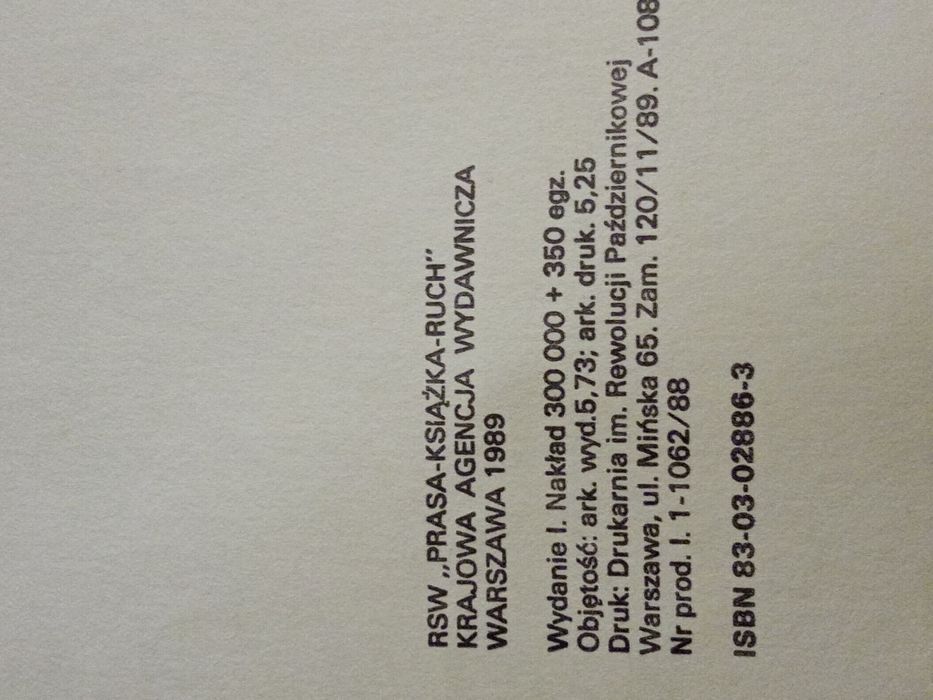 RSW „PRASA-KSIĄŻKA-RUCH”
KRAJOWA AGENCJA WYDAWNICZA
WARSZAWA 1989
Wydanie I. Nakład 300 000 + 350 egz.
Objętość: ark. wyd.5,73; ark. druk. 5,25
Druk: Drukarnia im. Rewolucji Październikowej
Warszawa, ul. Mińska 65. Zam. 120/11/89. A-108
Nr prod. I. 1-1062/88
ISBN 83-03-02886-3